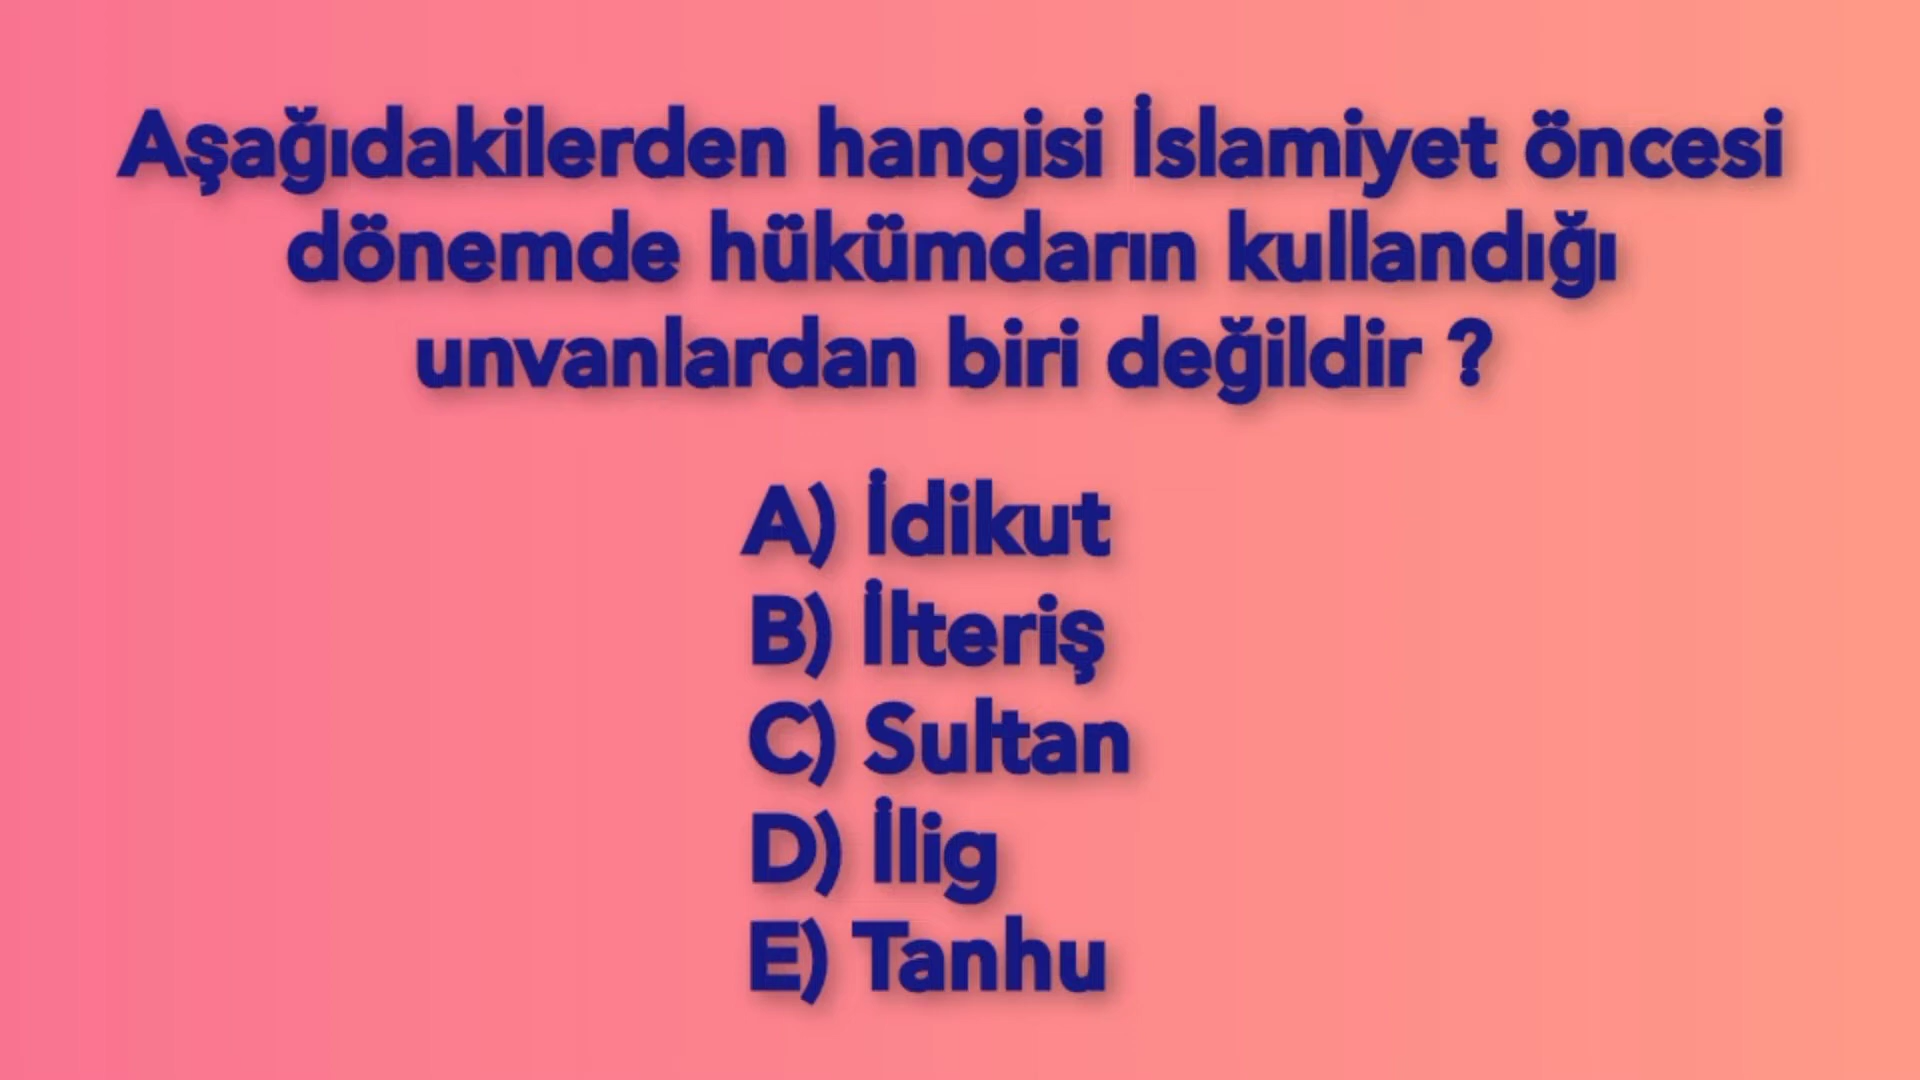 Aşağıdakilerden hangisi İslamiyet öncesi
dönemde hükümdarın kullandığı
unvanlardan biri değildir ?
A) İdikut
B) İlteriş
C) Sultan
D) İlig
E) Tanhu